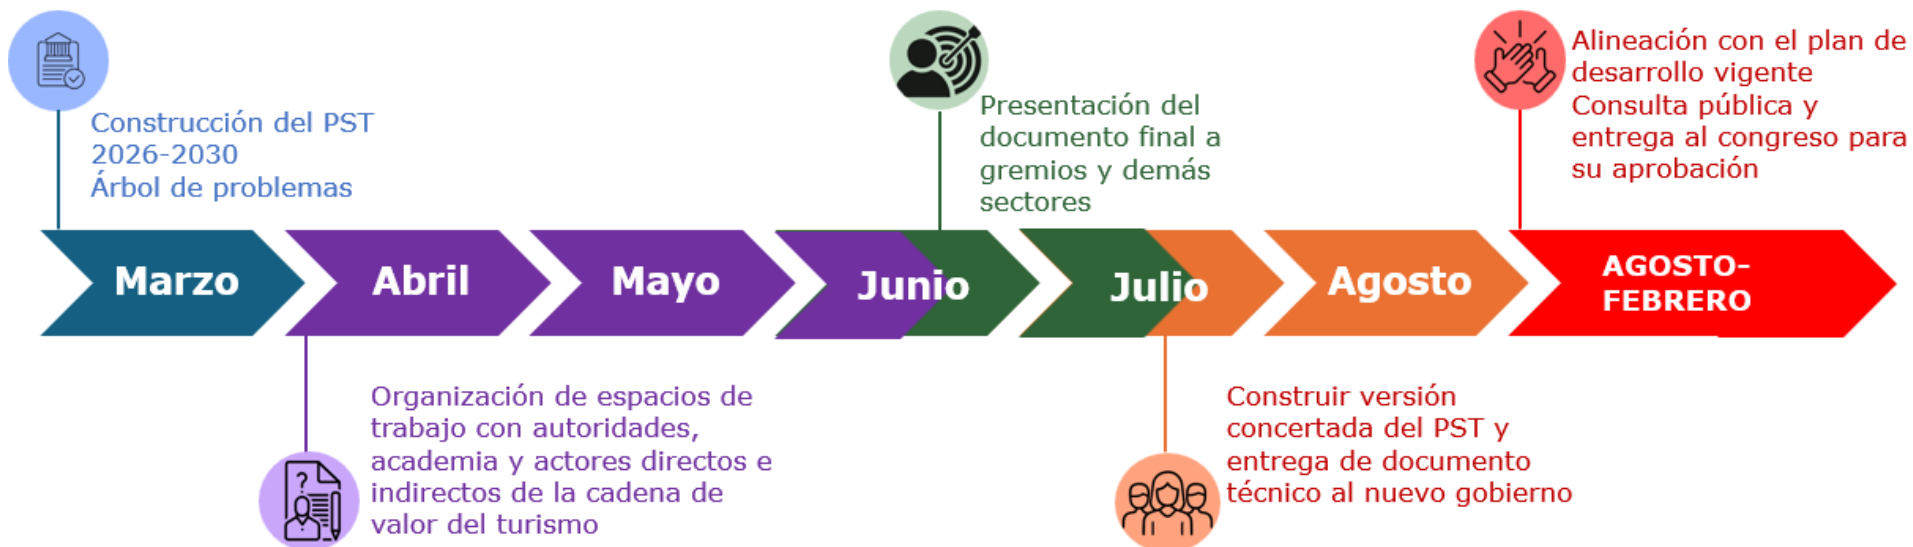 Construcción del PST
2026-2030
Árbol de problemas
Presentación del
documento final a
gremios y demás
sectores
Alineación con el plan de
desarrollo vigente
Consulta pública y
entrega al congreso para
su aprobación
Marzo
Abril
Mayo
Junio
Julio
Agosto
AGOSTO-
FEBRERO
Organización de espacios de
trabajo con autoridades,
academia y actores directos e
indirectos de la cadena de
valor del turismo
Construir versión
concertada del PST y
entrega de documento
técnico al nuevo gobierno